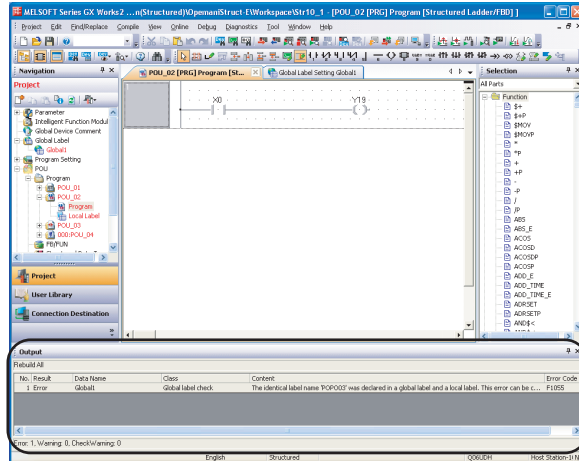 MELSOFT Series GX Works2 ...n(Structured)\OpemaniStruct-E\Workspace\Str10_1 - [POU_02 [PRG] Program [Structured Ladder/FBD] ]
Project Edit Find/Replace Compile View Online Debug Diagnostics Tool Window Help
Navigation
POU_02 [PRG] Program [St...
Global Label Setting Global1
Selection
Project
All Parts
Parameter
Intelligent Function Modul
Global Device Comment
Global Label
Global1
Program Setting
POU
Program
POU_01
POU_02
Program
Local Label
POU_03
000:POU_04
FB/FUN
Project
User Library
Connection Destination
1
X0
Y19
Function
$+
$+P
$MOV
$MOVP
*
*P
+
+P
-
-P
/
/P
ABS
ABS_E
ACOS
ACOSD
ACOSDP
ACOSP
ADD_E
ADD_TIME
ADD_TIME_E
ADRSET
ADRSETP
AND$<
Output
Rebuild All
No. Result Data Name Class Content Error Code
1 Error Global1 Global label check The identical label name 'POPO03' was declared in a global label and a local label. This error can be c... F1055
Error: 1, Warning: 0, CheckWarning: 0
English Structured Q06UDH Host Station-1(N